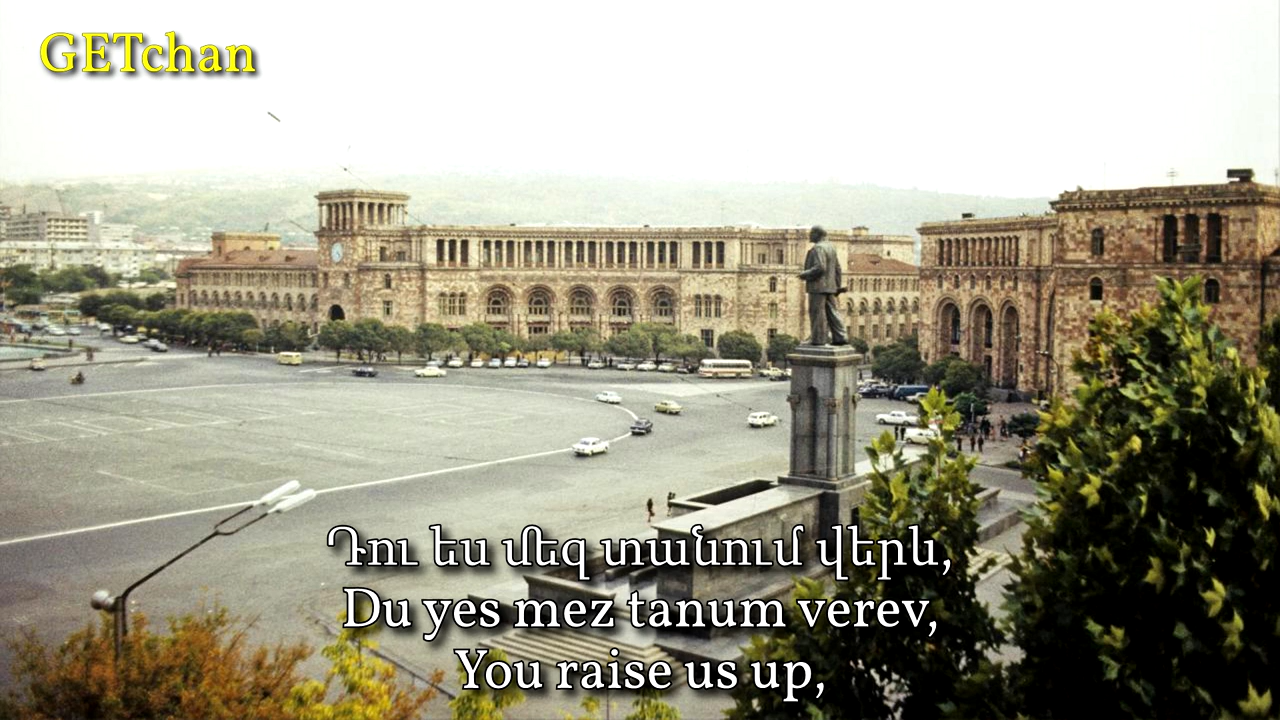 GETchan
Դու ես մեզ տանում վերև,
Du yes mez tanum verev,
You raise us up,